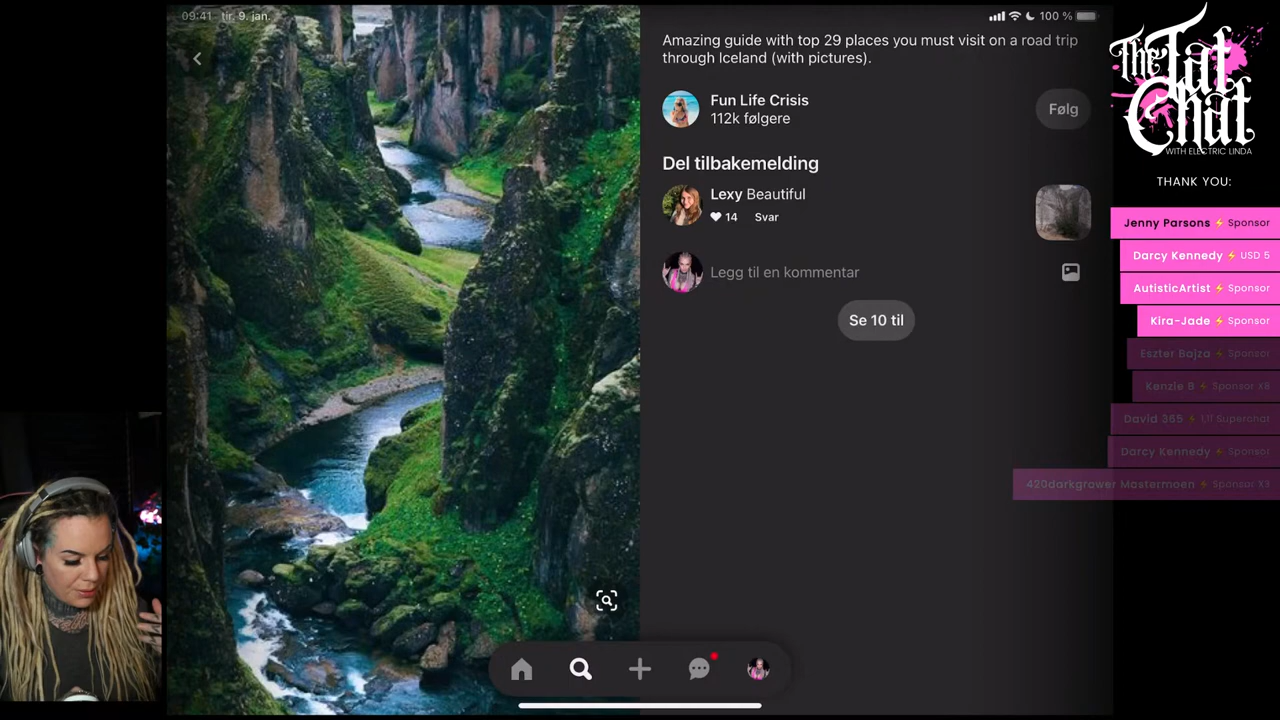 09:41 tir. 9. jan.
100 %
Amazing guide with top 29 places you must visit on a road trip
through Iceland (with pictures).
Fun Life Crisis
112k følgere
Følg
Del tilbakemelding
Lexy Beautiful
14 Svar
Legg til en kommentar
Se 10 til
The
Tat
Chat
WITH ELECTRIC LINDA
THANK YOU:
Jenny Parsons ⚡ Sponsor
Darcy Kennedy ⚡ USD 5
AutisticArtist ⚡ Sponsor
Kira-Jade ⚡ Sponsor
Eszter Bajza ⚡ Sponsor
Kenzie B ⚡ Sponsor X8
David 365 ⚡ 1,11 Superchat
Darcy Kennedy ⚡ Sponsor
420darkgrower Mastermoen ⚡ Sponsor X3